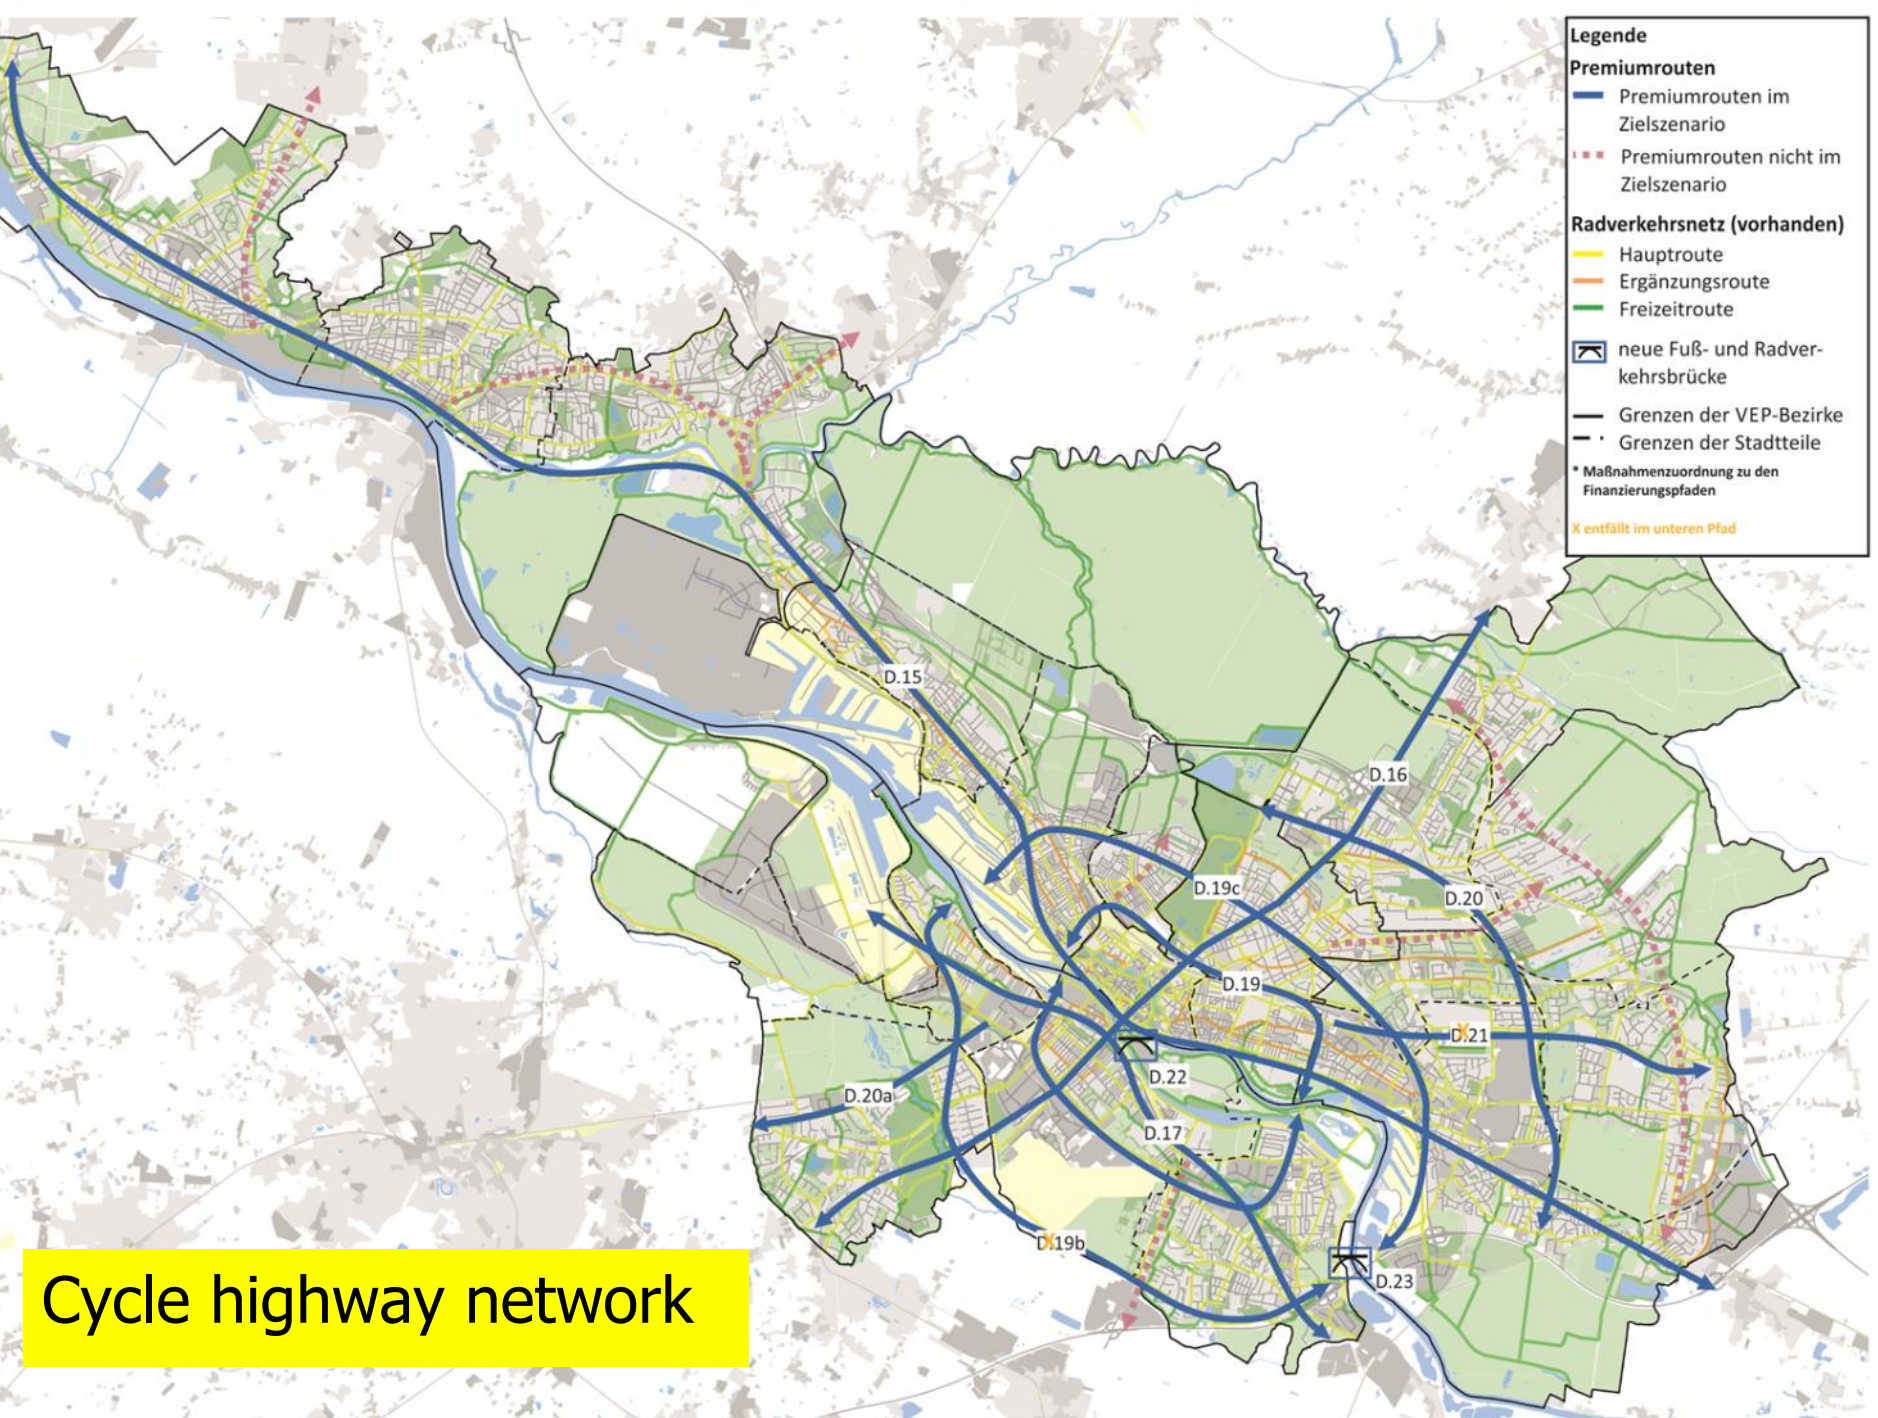 Legende
Premiumrouten
Premiumrouten im
Zielszenario
Premiumrouten nicht im
Zielszenario
Radverkehrsnetz (vorhanden)
Hauptroute
Ergänzungsroute
Freizeitroute
neue Fuß- und Radver-
kehrsbrücke
Grenzen der VEP-Bezirke
Grenzen der Stadtteile
* Maßnahmenzuordnung zu den
Finanzierungspfaden
X entfällt im unteren Pfad
D.15
D.16
D.19c
D.20
D.19
D.21
X
D.22
D.20a
D.17
D.19b
X
D.23
Cycle highway network